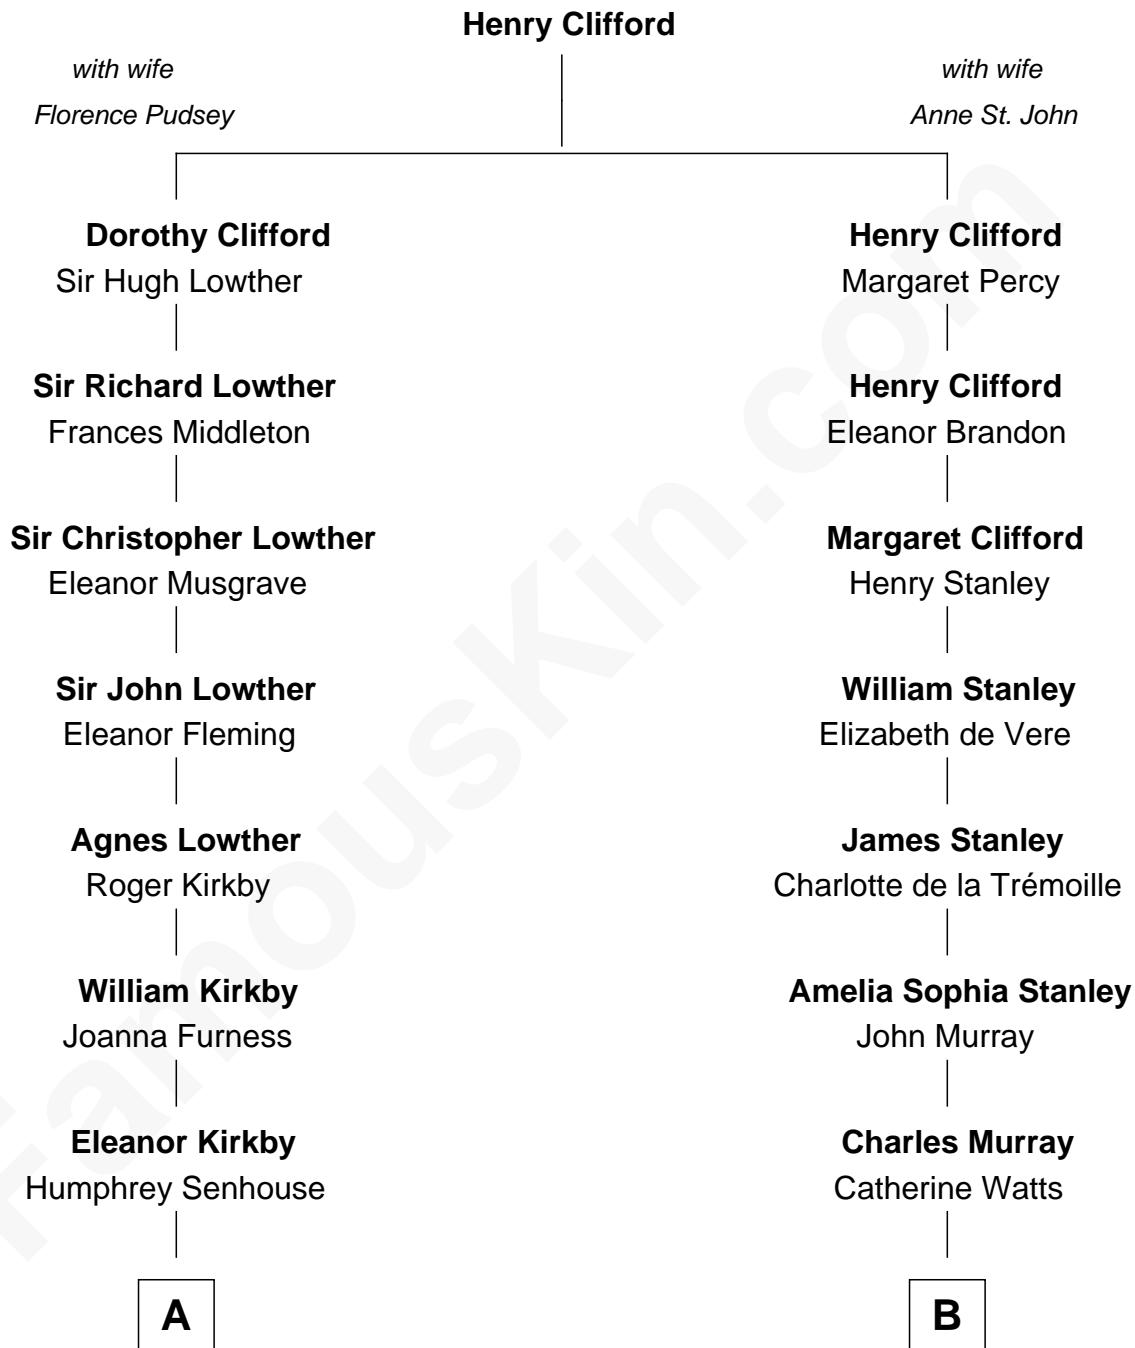 Henry Clifford
with wife
Florence Pudsey
with wife
Anne St. John
Dorothy Clifford
Sir Hugh Lowther
Henry Clifford
Margaret Percy
Sir Richard Lowther
Frances Middleton
Henry Clifford
Eleanor Brandon
Sir Christopher Lowther
Eleanor Musgrave
Margaret Clifford
Henry Stanley
Sir John Lowther
Eleanor Fleming
William Stanley
Elizabeth de Vere
Agnes Lowther
Roger Kirkby
James Stanley
Charlotte de la Trémoille
William Kirkby
Joanna Furness
Amelia Sophia Stanley
John Murray
Eleanor Kirkby
Humphrey Senhouse
Charles Murray
Catherine Watts
A
B
FamousKin.com